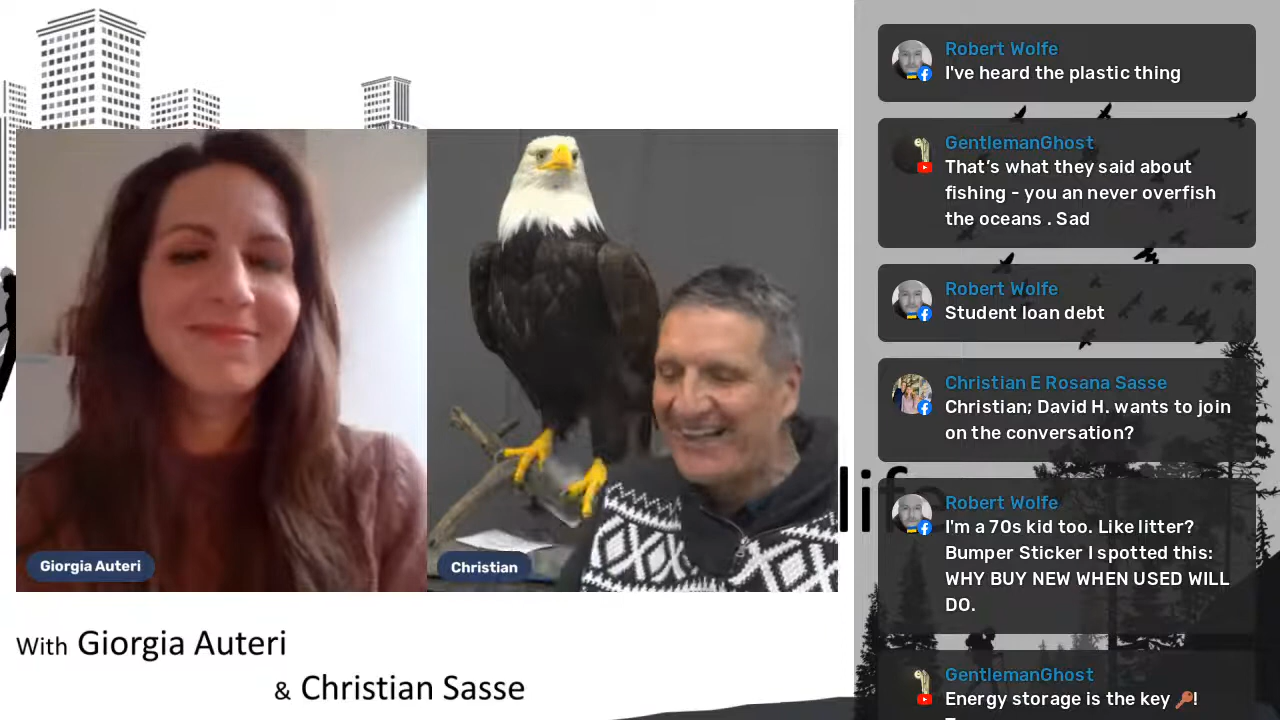 Giorgia Auteri
Christian
With Giorgia Auteri
& Christian Sasse
life
Robert Wolfe
I've heard the plastic thing
GentlemanGhost
That's what they said about
fishing - you an never overfish
the oceans . Sad
Robert Wolfe
Student loan debt
Christian E Rosana Sasse
Christian; David H. wants to join
on the conversation?
Robert Wolfe
I'm a 70s kid too. Like litter?
Bumper Sticker I spotted this:
WHY BUY NEW WHEN USED WILL
DO.
GentlemanGhost
Energy storage is the key 🔑!